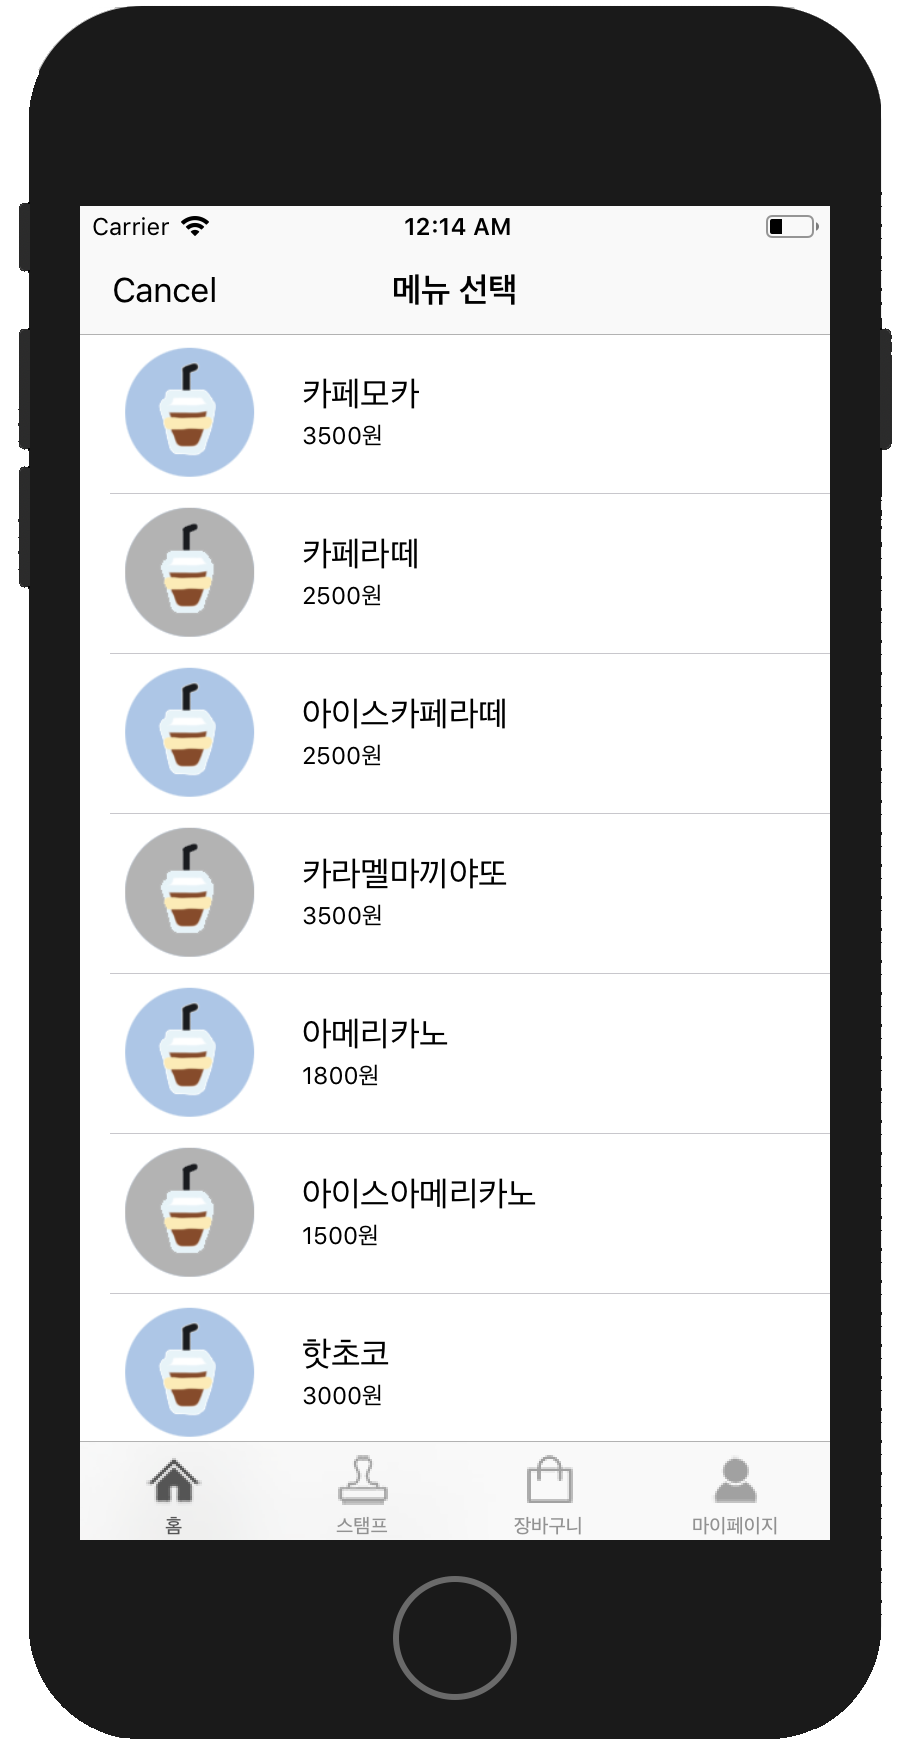 Carrier 12:14 AM
Cancel 메뉴 선택
카페모카
3500원
카페라떼
2500원
아이스카페라떼
2500원
카라멜마끼야또
3500원
아메리카노
1800원
아이스아메리카노
1500원
핫초코
3000원
홈 스탬프 장바구니 마이페이지